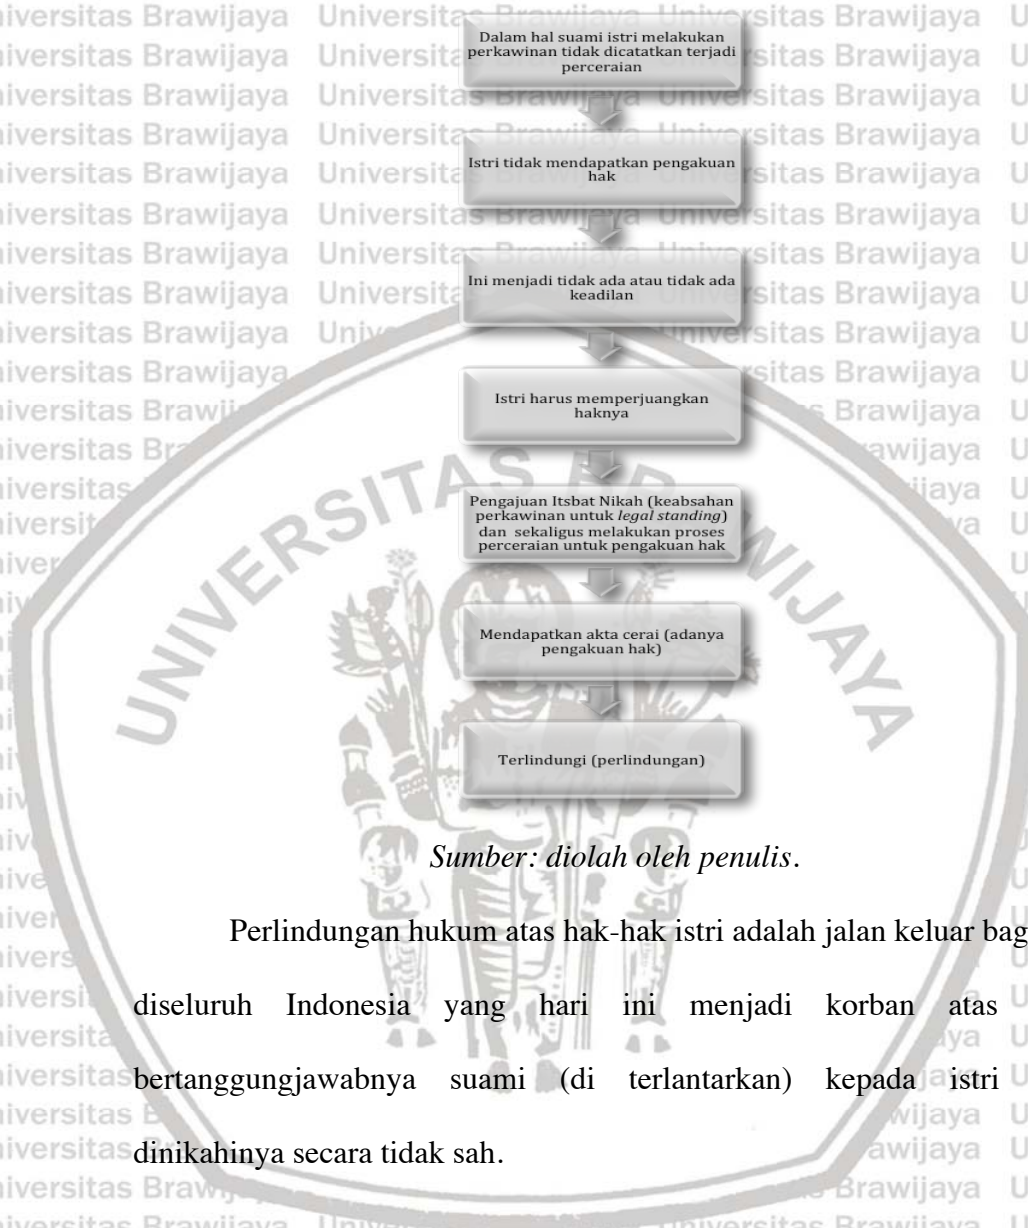 Dalam hal suami istri melakukan
perkawinan tidak dicatatkan terjadi
perceraian
Istri tidak mendapatkan pengakuan
hak
Ini menjadi tidak ada atau tidak ada
keadilan
Istri harus memperjuangkan
haknya
Pengajuan Itsbat Nikah (keabsahan
perkawinan untuk legal standing)
dan sekaligus melakukan proses
perceraian untuk pengakuan hak
Mendapatkan akta cerai (adanya
pengakuan hak)
Terlindungi (perlindungan)
Sumber: diolah oleh penulis.
Perlindungan hukum atas hak-hak istri adalah jalan keluar bag
diseluruh Indonesia yang hari ini menjadi korban atas
bertanggungjawabnya suami (di terlantarkan) kepada istri
dinikahinya secara tidak sah.
UNIVERSITAS BRAWIJAYA